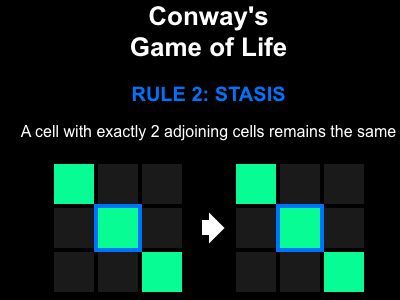 Conway's
Game of Life
RULE 2: STASIS
A cell with exactly 2 adjoining cells remains the same